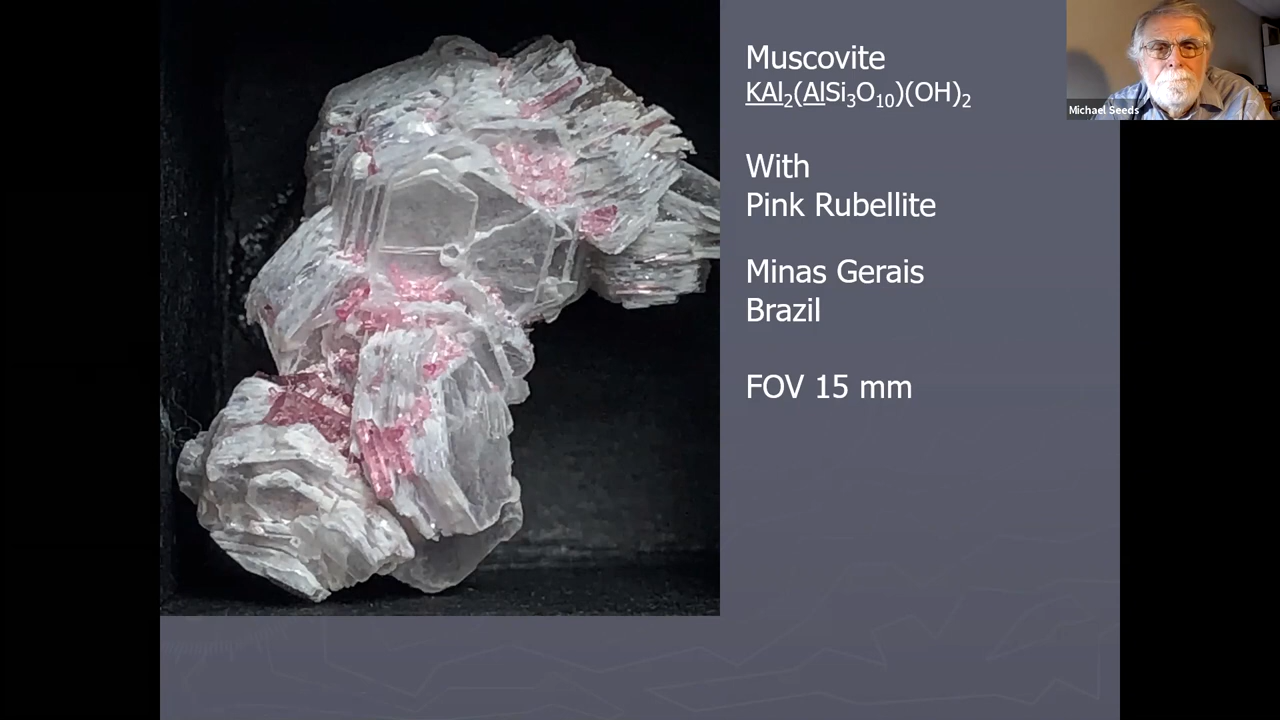 Muscovite
KAl₂(AlSi₃O₁₀)(OH)₂
With
Pink Rubellite
Minas Gerais
Brazil
FOV 15 mm
Michael Seeds